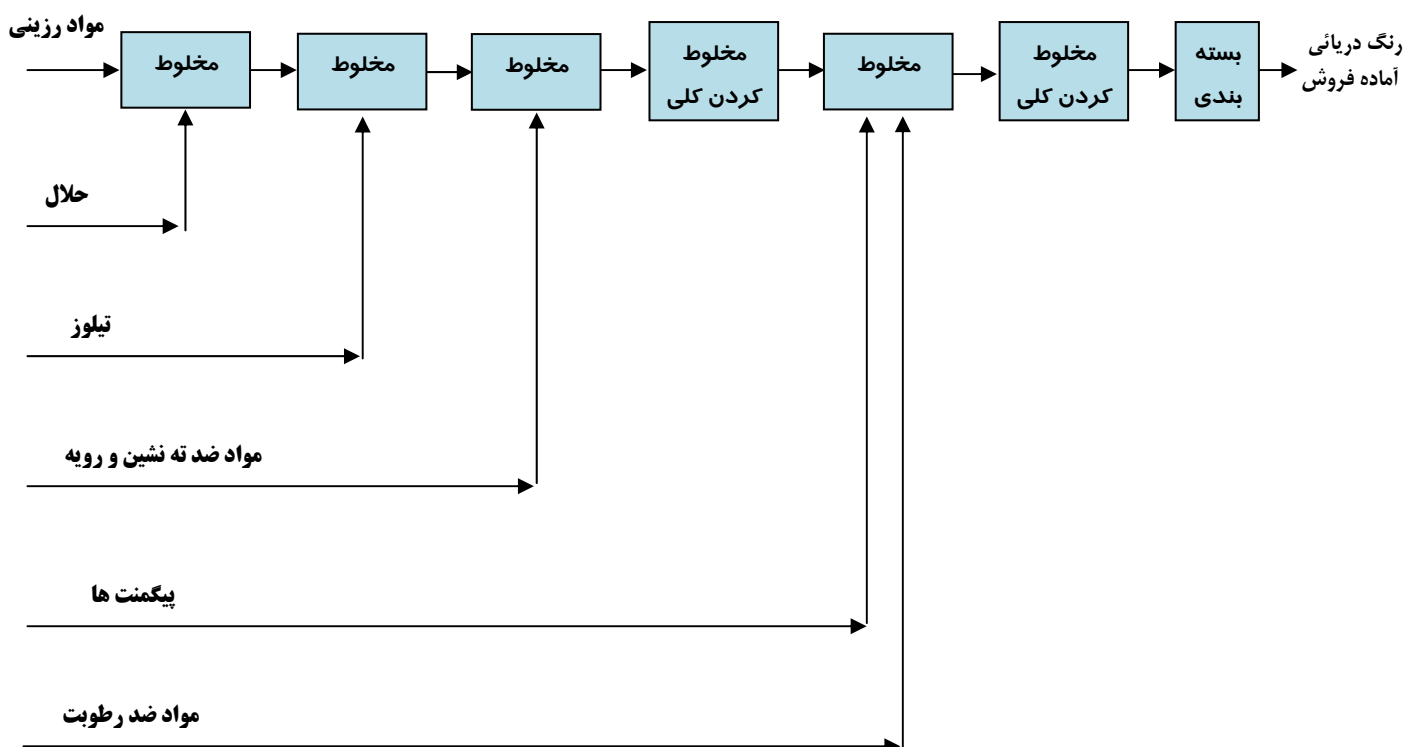 مواد رزینی
مخلوط
مخلوط
مخلوط
مخلوط
کردن کلی
مخلوط
مخلوط
کردن کلی
بسته
بندی
رنگ دریائی
آماده فروش
حلال
تیلوز
مواد ضد ته نشین و رویه
پیگمنت ها
مواد ضد رطوبت